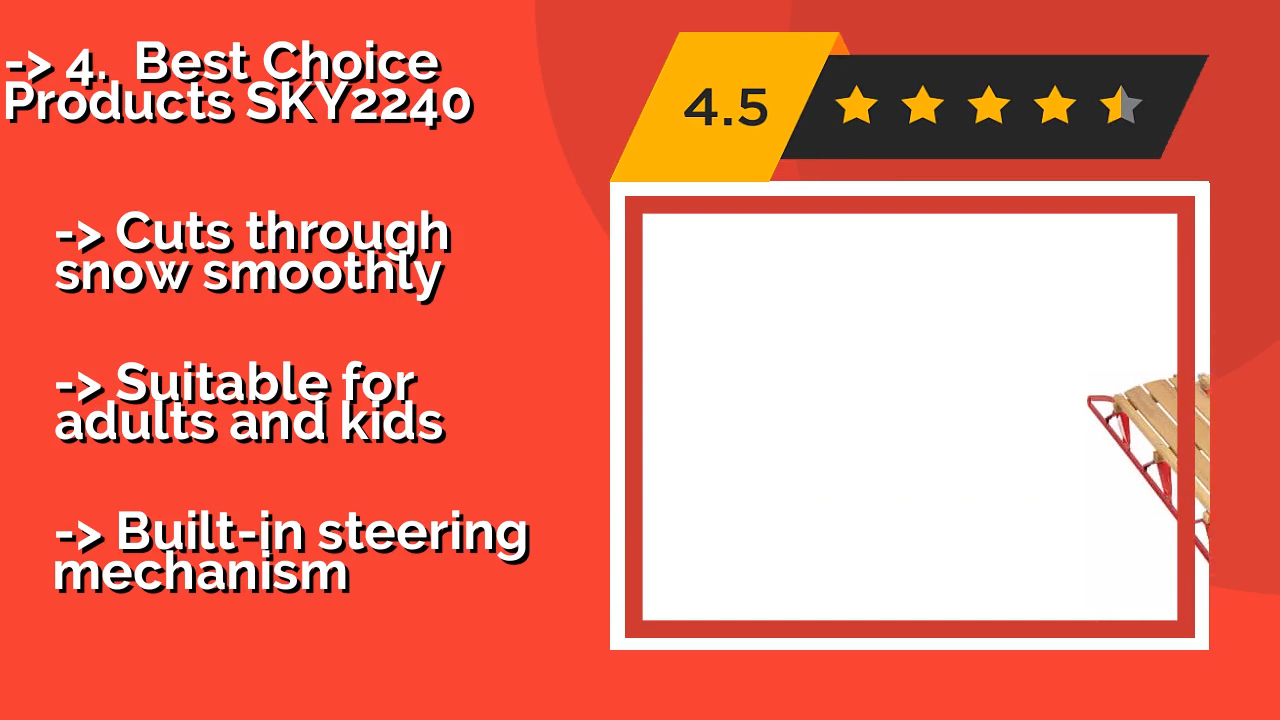 -> 4.  Best Choice
Products SKY2240
4.5
-> Cuts through
snow smoothly
-> Suitable for
adults and kids
-> Built-in steering
mechanism